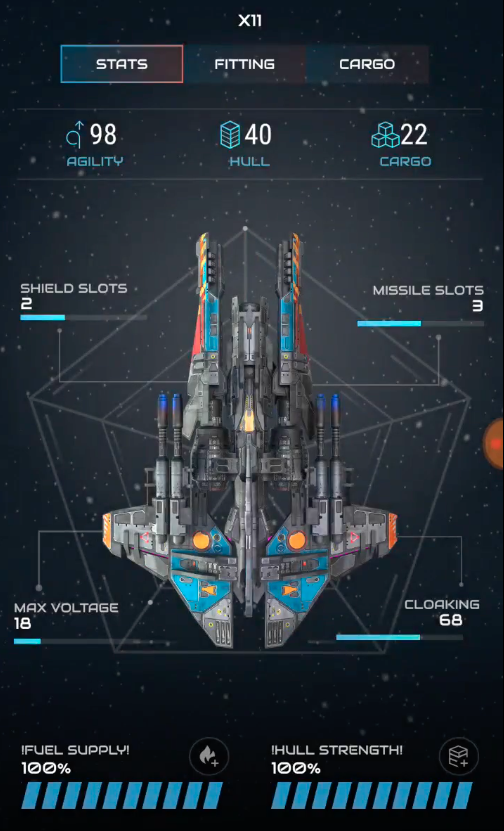 X11
STATS FITTING CARGO
98 40 22
AGILITY HULL CARGO
SHIELD SLOTS
2
MISSILE SLOTS
3
MAX VOLTAGE
18
CLOAKING
68
!FUEL SUPPLY!
100%
!HULL STRENGTH!
100%